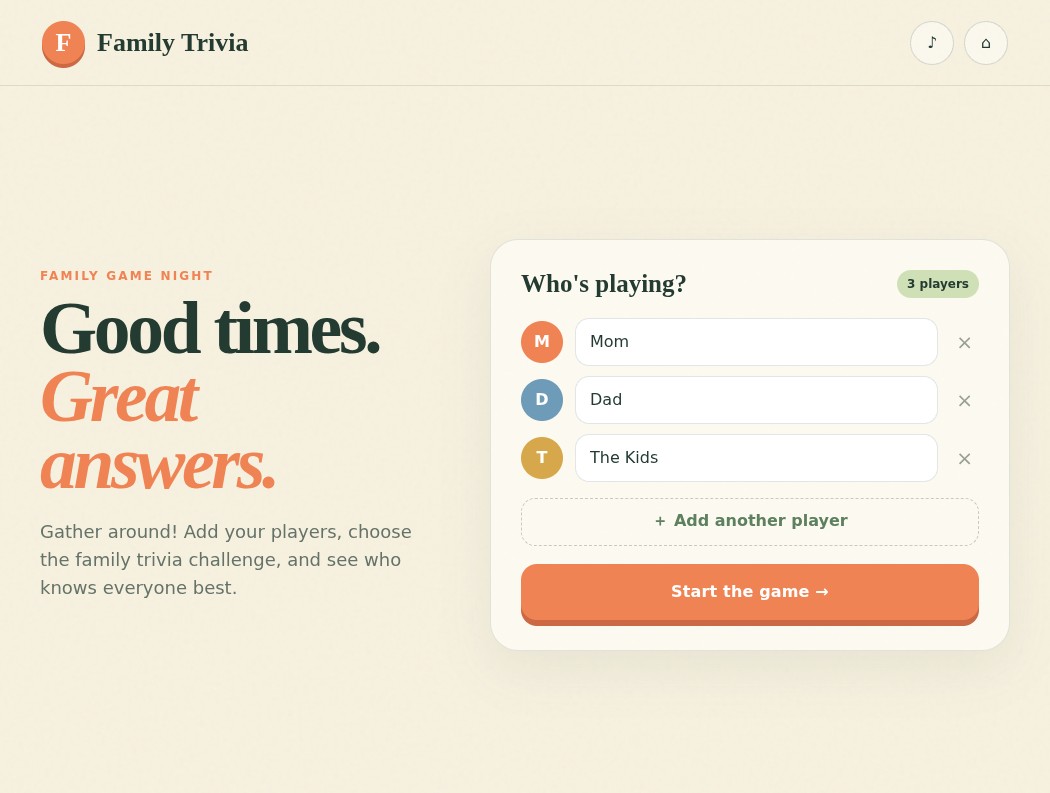 F Family Trivia
♪ ⌂
FAMILY GAME NIGHT
Good times.
Great
answers.
Gather around! Add your players, choose
the family trivia challenge, and see who
knows everyone best.
Who's playing?
3 players
M Mom ×
D Dad ×
T The Kids ×
+ Add another player
Start the game →